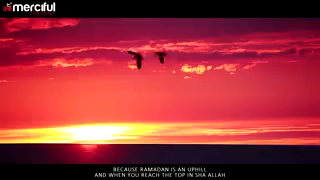 merciful
BECAUSE RAMADAN IS AN UPHILL
AND WHEN YOU REACH THE TOP IN SHA ALLAH